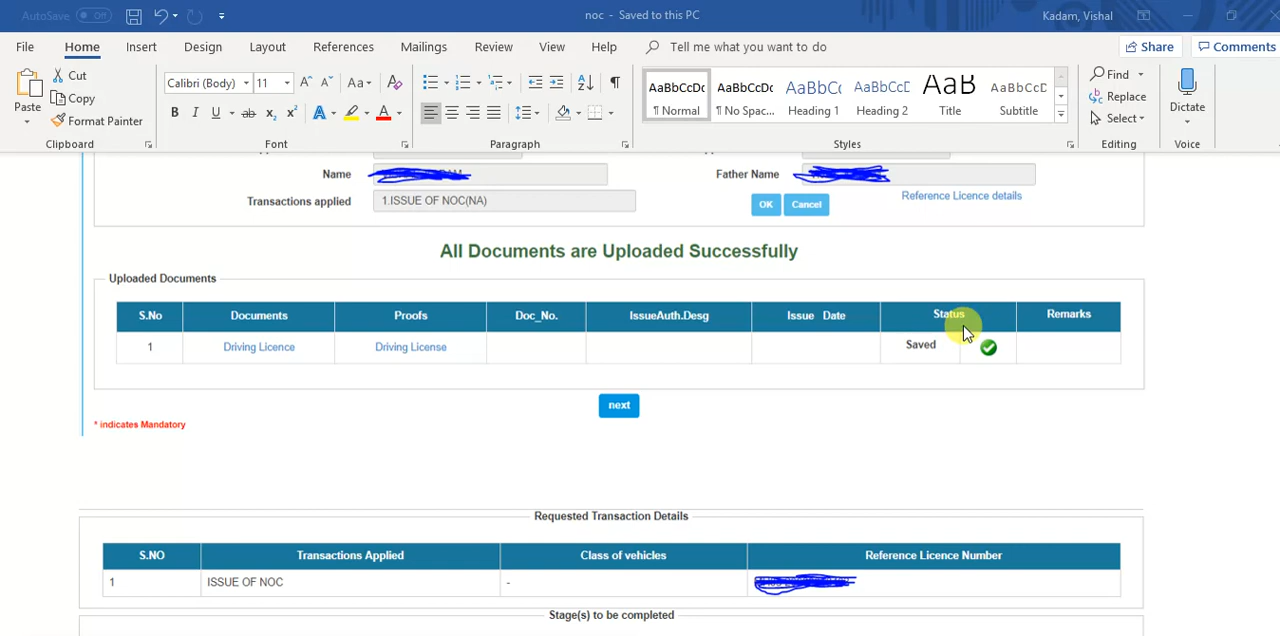 AutoSave Off noc - Saved to this PC Kadam, Vishal
File Home Insert Design Layout References Mailings Review View Help Tell me what you want to do Share Comments
Paste Cut Copy Format Painter
Calibri (Body) 11 Aa
B I U ab x₂ x² A A
AaBbCcDc AaBbCcDc AaBbCc AaBbCcD AaB AaBbCcD
¶ Normal ¶ No Spac... Heading 1 Heading 2 Title Subtitle
Find Replace Select Dictate
Clipboard Font Paragraph Styles Editing Voice
Name Father Name
Transactions applied 1.ISSUE OF NOC(NA) OK Cancel Reference Licence details
All Documents are Uploaded Successfully
Uploaded Documents
S.No Documents Proofs Doc_No. IssueAuth.Desg Issue Date Status Remarks
1 Driving Licence Driving License Saved
next
* indicates Mandatory
Requested Transaction Details
S.NO Transactions Applied Class of vehicles Reference Licence Number
1 ISSUE OF NOC -
Stage(s) to be completed